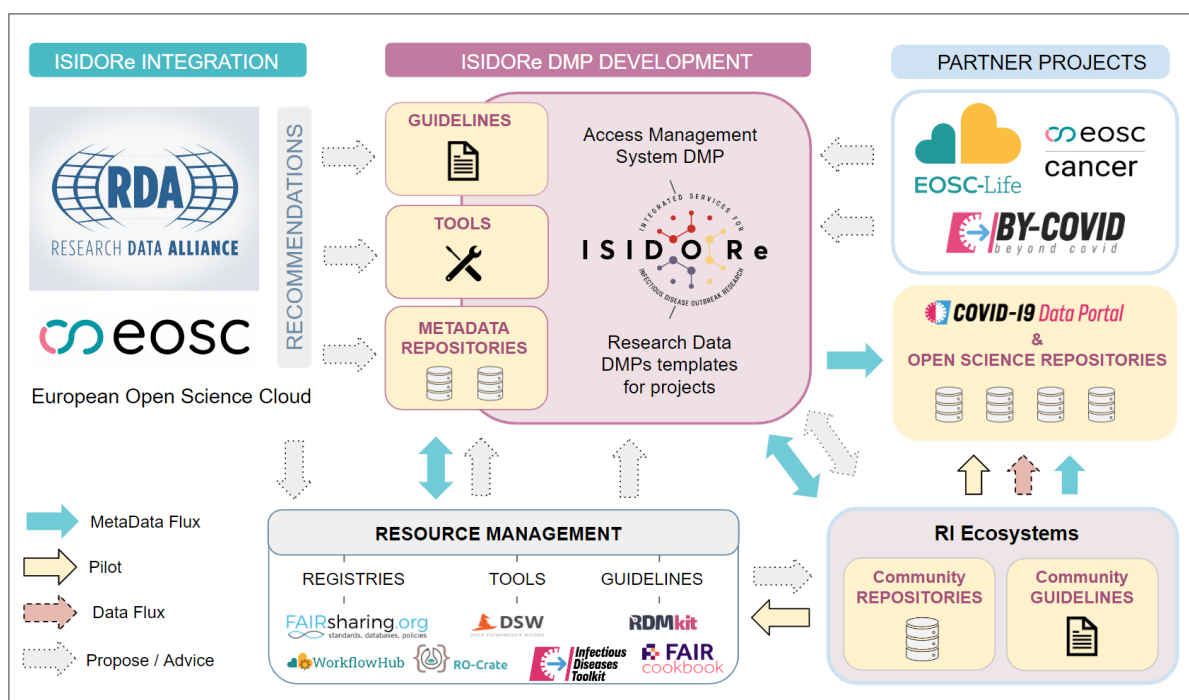 ISIDORe INTEGRATION
RDA
RESEARCH DATA ALLIANCE
eosc
European Open Science Cloud
RECOMMENDATIONS
ISIDORe DMP DEVELOPMENT
GUIDELINES
TOOLS
METADATA
REPOSITORIES
Access Management
System DMP
INTEGRATED SERVICES FOR
ISIDORe
INFECTIOUS DISEASE OUTBREAK RESEARCH
Research Data
DMPs templates
for projects
PARTNER PROJECTS
EOSC-Life
eosc
cancer
BY-COVID
beyond covid
COVID-19 Data Portal
&
OPEN SCIENCE REPOSITORIES
MetaData Flux
Pilot
Data Flux
Propose / Advice
RESOURCE MANAGEMENT
REGISTRIES
TOOLS
GUIDELINES
FAIRsharing.org
standards, databases, policies
DSW
DATA STEWARDSHIP WIZARD
RDMkit
WorkflowHub
RO-Crate
Infectious
Diseases
Toolkit
FAIR
cookbook
RI Ecosystems
Community
REPOSITORIES
Community
GUIDELINES